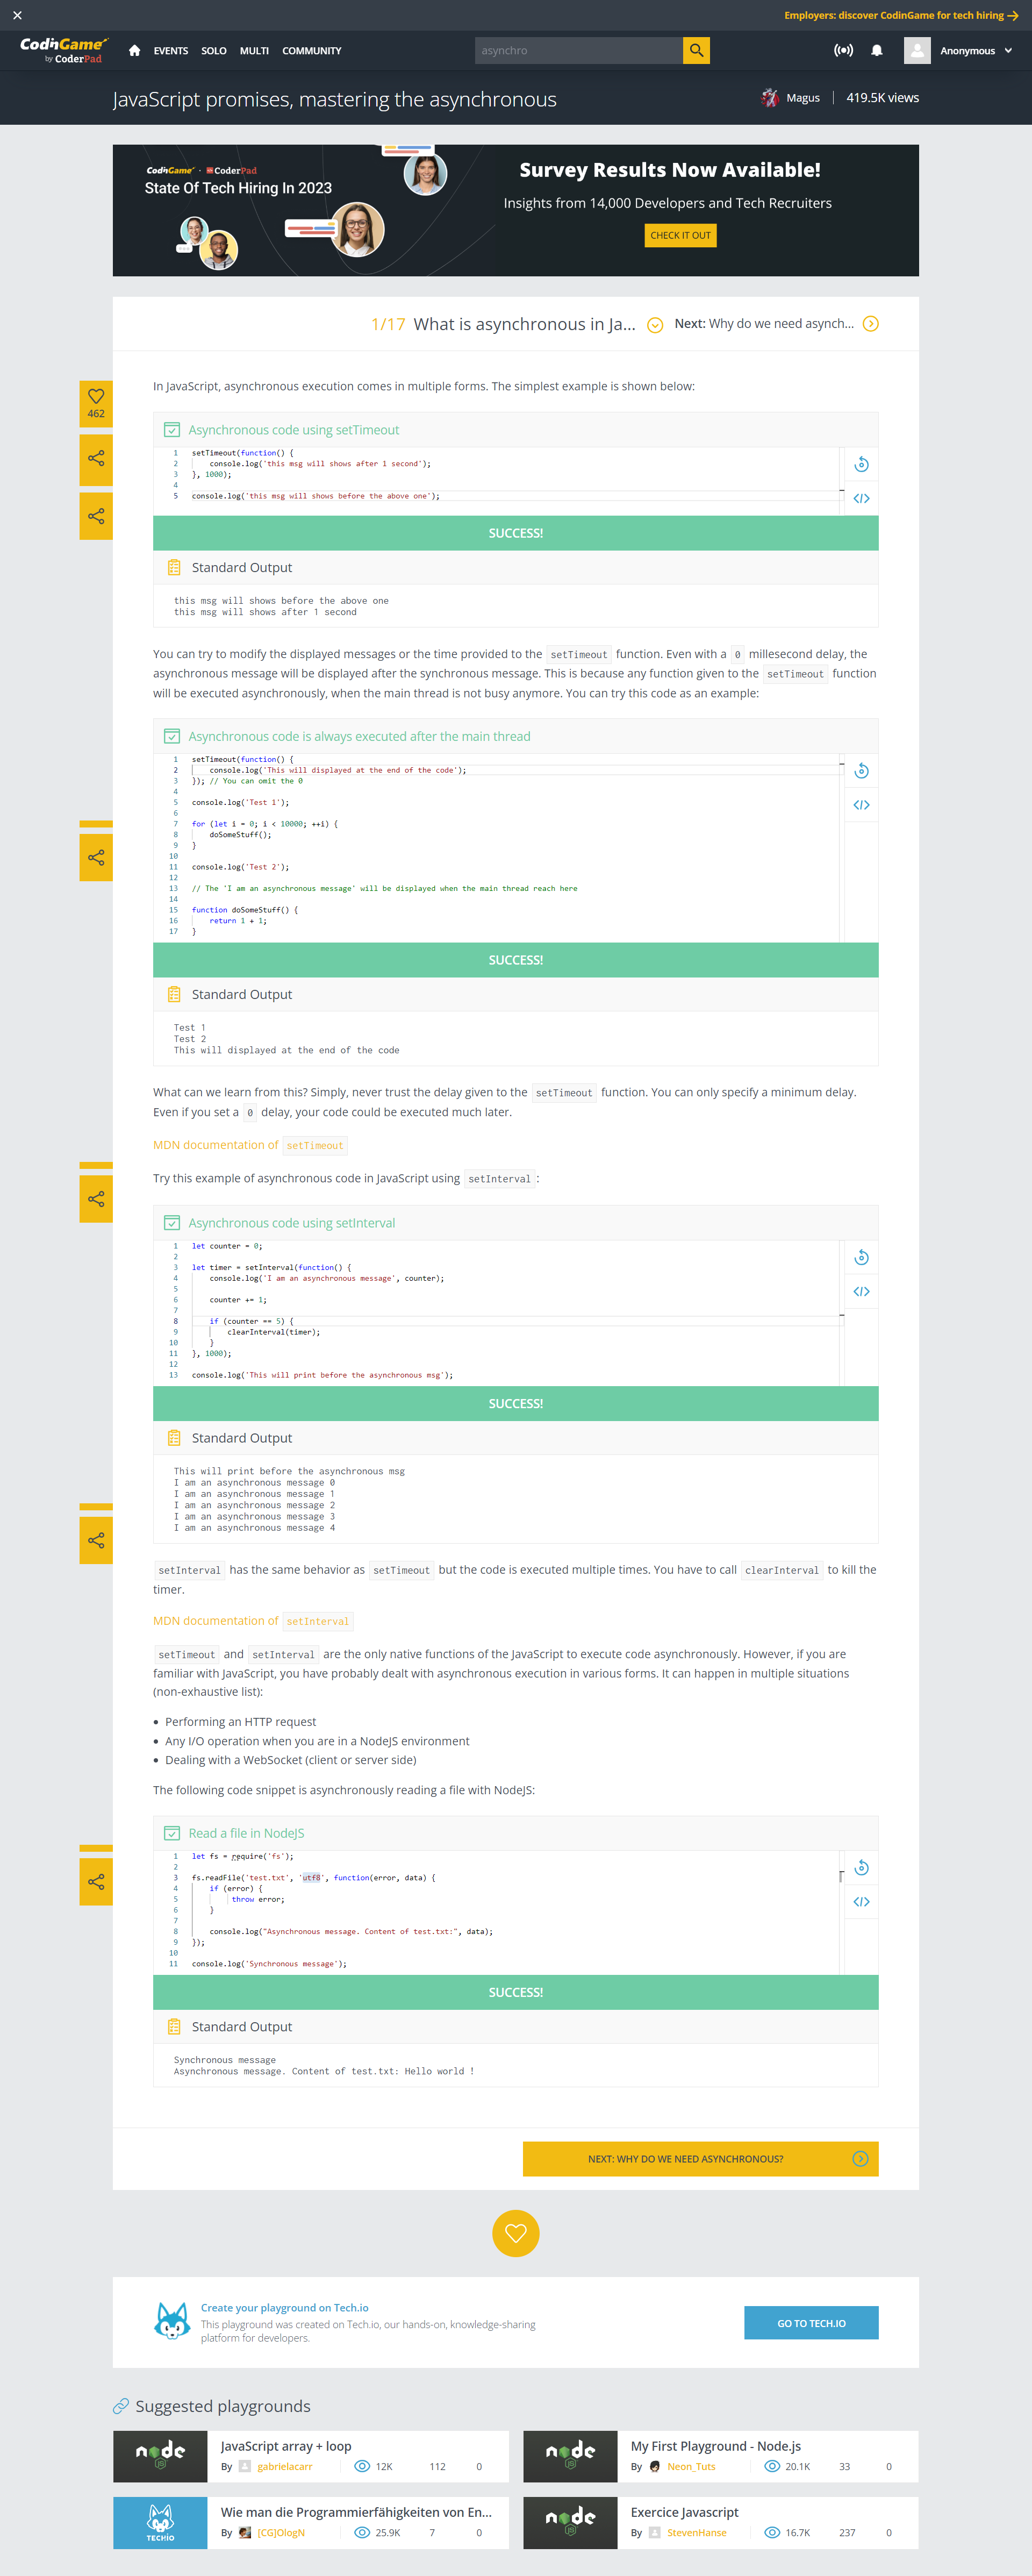 Employers: discover CodinGame for tech hiring
CodinGame
by CoderPad
EVENTS SOLO MULTI COMMUNITY
asynchro
Anonymous
JavaScript promises, mastering the asynchronous
Magus
419.5K views
CodinGame · CoderPad
State Of Tech Hiring In 2023
Survey Results Now Available!
Insights from 14,000 Developers and Tech Recruiters
CHECK IT OUT
1/17 What is asynchronous in Ja...
Next: Why do we need asynch...
462
In JavaScript, asynchronous execution comes in multiple forms. The simplest example is shown below:
Asynchronous code using setTimeout
1 setTimeout(function() {
2 console.log('this msg will shows after 1 second');
3 }, 1000);
4
5 console.log('this msg will shows before the above one');
SUCCESS!
Standard Output
this msg will shows before the above one
this msg will shows after 1 second
You can try to modify the displayed messages or the time provided to the setTimeout function. Even with a 0 millesecond delay, the
asynchronous message will be displayed after the synchronous message. This is because any function given to the setTimeout function
will be executed asynchronously, when the main thread is not busy anymore. You can try this code as an example:
Asynchronous code is always executed after the main thread
1 setTimeout(function() {
2 console.log('This will displayed at the end of the code');
3 }); // You can omit the 0
4
5 console.log('Test 1');
6
7 for (let i = 0; i < 10000; ++i) {
8 doSomeStuff();
9 }
10
11 console.log('Test 2');
12
13 // The 'I am an asynchronous message' will be displayed when the main thread reach here
14
15 function doSomeStuff() {
16 return 1 + 1;
17 }
SUCCESS!
Standard Output
Test 1
Test 2
This will displayed at the end of the code
What can we learn from this? Simply, never trust the delay given to the setTimeout function. You can only specify a minimum delay.
Even if you set a 0 delay, your code could be executed much later.
MDN documentation of setTimeout
Try this example of asynchronous code in JavaScript using setInterval:
Asynchronous code using setInterval
1 let counter = 0;
2
3 let timer = setInterval(function() {
4 console.log('I am an asynchronous message', counter);
5
6 counter += 1;
7
8 if (counter == 5) {
9 clearInterval(timer);
10 }
11 }, 1000);
12
13 console.log('This will print before the asynchronous msg');
SUCCESS!
Standard Output
This will print before the asynchronous msg
I am an asynchronous message 0
I am an asynchronous message 1
I am an asynchronous message 2
I am an asynchronous message 3
I am an asynchronous message 4
setInterval has the same behavior as setTimeout but the code is executed multiple times. You have to call clearInterval to kill the
timer.
MDN documentation of setInterval
setTimeout and setInterval are the only native functions of the JavaScript to execute code asynchronously. However, if you are
familiar with JavaScript, you have probably dealt with asynchronous execution in various forms. It can happen in multiple situations
(non-exhaustive list):
• Performing an HTTP request
• Any I/O operation when you are in a NodeJS environment
• Dealing with a WebSocket (client or server side)
The following code snippet is asynchronously reading a file with NodeJS:
Read a file in NodeJS
1 let fs = require('fs');
2
3 fs.readFile('test.txt', 'utf8', function(error, data) {
4 if (error) {
5 throw error;
6 }
7
8 console.log("Asynchronous message. Content of test.txt:", data);
9 });
10
11 console.log('Synchronous message');
SUCCESS!
Standard Output
Synchronous message
Asynchronous message. Content of test.txt: Hello world !
NEXT: WHY DO WE NEED ASYNCHRONOUS?
Create your playground on Tech.io
This playground was created on Tech.io, our hands-on, knowledge-sharing
platform for developers.
GO TO TECH.IO
Suggested playgrounds
node
JS
JavaScript array + loop
By gabrielacarr 12K 112 0
node
JS
My First Playground - Node.js
By Neon_Tuts 20.1K 33 0
TECHIO
Wie man die Programmierfähigkeiten von En...
By [CG]OlogN 25.9K 7 0
node
JS
Exercice Javascript
By StevenHanse 16.7K 237 0